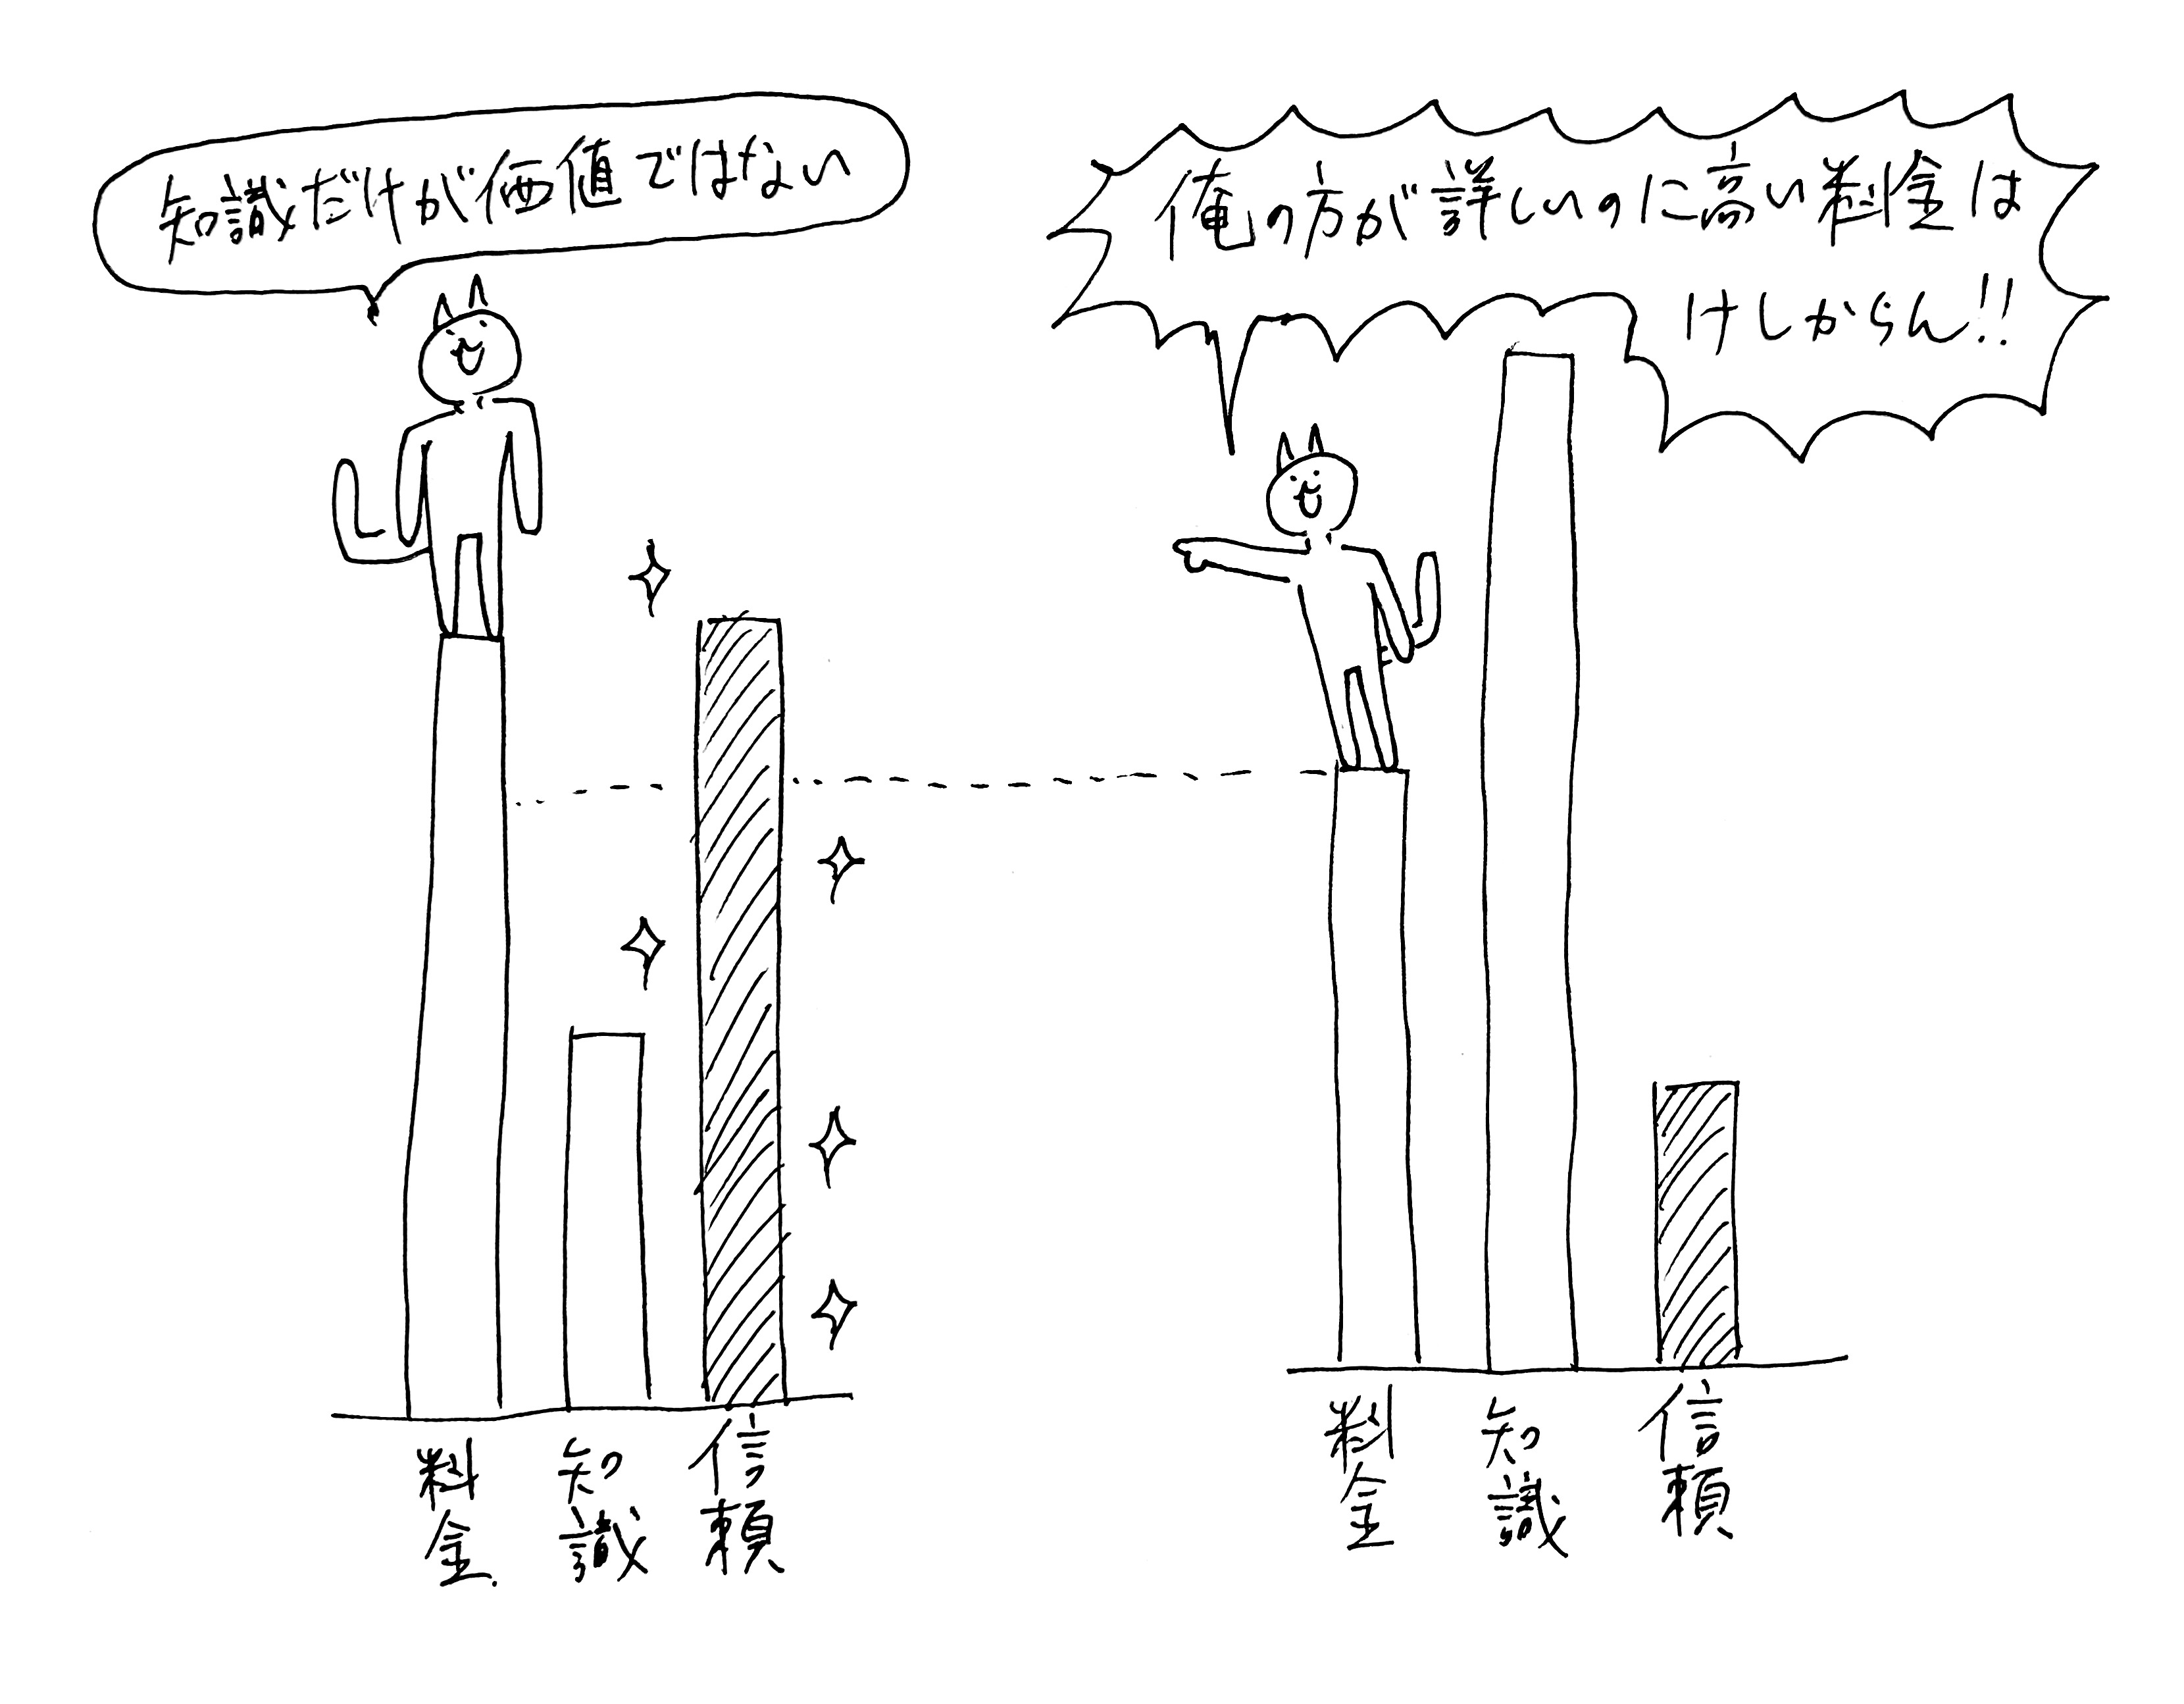 知識だけが価値ではない
俺の方が詳しいのに高い料金は
けしからん!!
料金
知識
信頼
料金
知識
信頼